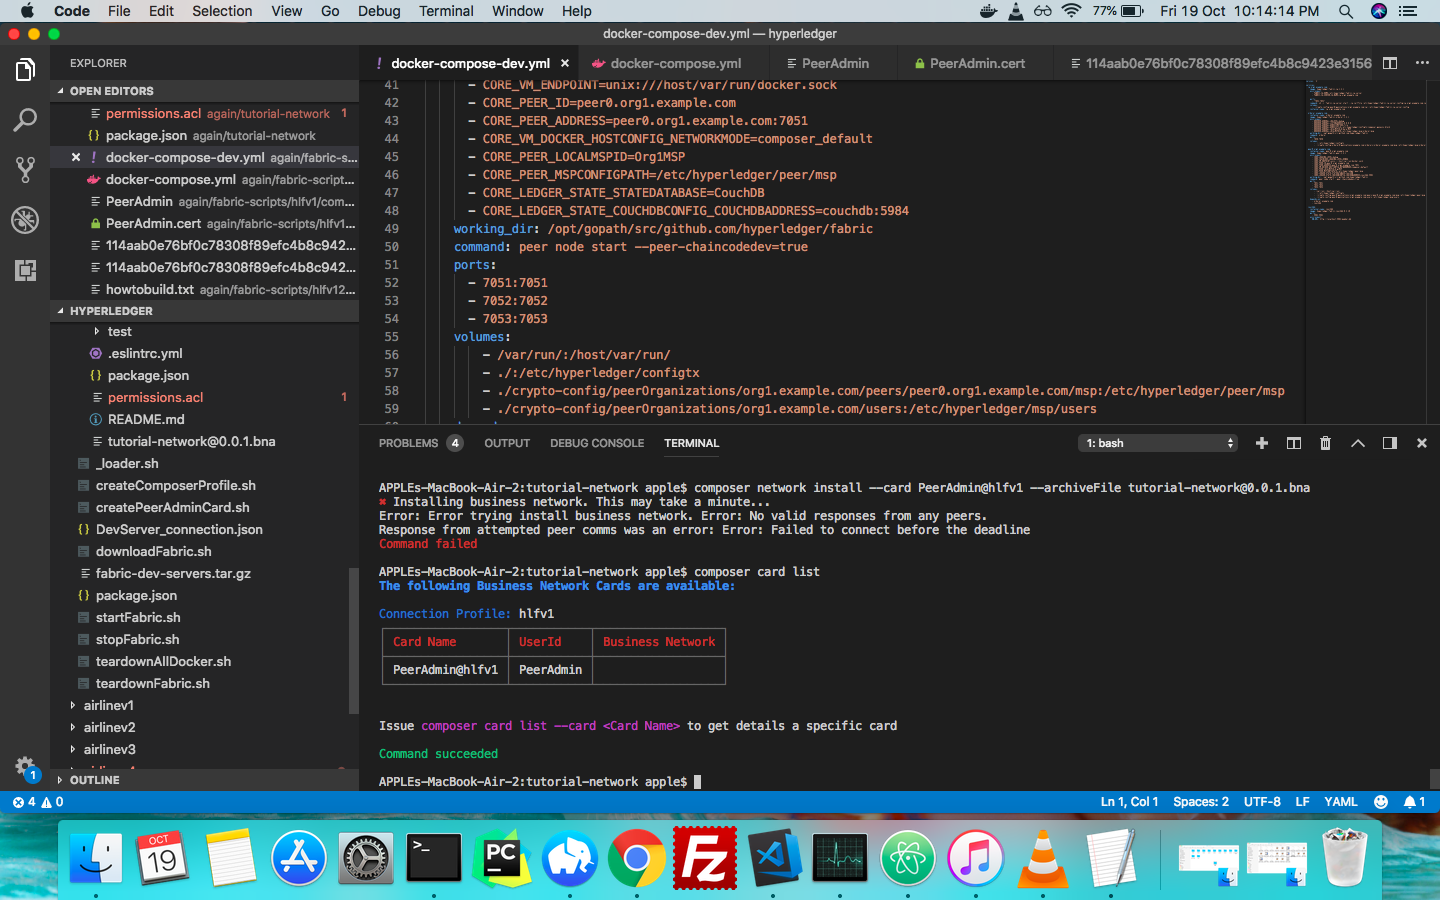 Code File Edit Selection View Go Debug Terminal Window Help 77% Fri 19 Oct 10:14:14 PM
docker-compose-dev.yml — hyperledger
EXPLORER
OPEN EDITORS
permissions.acl again/tutorial-network 1
{} package.json again/tutorial-network
! docker-compose-dev.yml again/fabric-s...
docker-compose.yml again/fabric-script...
PeerAdmin again/fabric-scripts/hlfv1/com...
PeerAdmin.cert again/fabric-scripts/hlfv1...
114aab0e76bf0c78308f89efc4b8c942...
114aab0e76bf0c78308f89efc4b8c942...
howtobuild.txt again/fabric-scripts/hlfv12...
HYPERLEDGER
test
.eslintrc.yml
{} package.json
permissions.acl 1
README.md
tutorial-network@0.0.1.bna
_loader.sh
createComposerProfile.sh
createPeerAdminCard.sh
{} DevServer_connection.json
downloadFabric.sh
fabric-dev-servers.tar.gz
{} package.json
startFabric.sh
stopFabric.sh
teardownAllDocker.sh
teardownFabric.sh
airlinev1
airlinev2
airlinev3
OUTLINE
1
! docker-compose-dev.yml docker-compose.yml PeerAdmin PeerAdmin.cert 114aab0e76bf0c78308f89efc4b8c9423e3156
41 - CORE_VM_ENDPOINT=unix:///host/var/run/docker.sock
42 - CORE_PEER_ID=peer0.org1.example.com
43 - CORE_PEER_ADDRESS=peer0.org1.example.com:7051
44 - CORE_VM_DOCKER_HOSTCONFIG_NETWORKMODE=composer_default
45 - CORE_PEER_LOCALMSPID=Org1MSP
46 - CORE_PEER_MSPCONFIGPATH=/etc/hyperledger/peer/msp
47 - CORE_LEDGER_STATE_STATEDATABASE=CouchDB
48 - CORE_LEDGER_STATE_COUCHDBCONFIG_COUCHDBADDRESS=couchdb:5984
49 working_dir: /opt/gopath/src/github.com/hyperledger/fabric
50 command: peer node start --peer-chaincodedev=true
51 ports:
52 - 7051:7051
53 - 7052:7052
54 - 7053:7053
55 volumes:
56 - /var/run/:/host/var/run/
57 - ./:/etc/hyperledger/configtx
58 - ./crypto-config/peerOrganizations/org1.example.com/peers/peer0.org1.example.com/msp:/etc/hyperledger/peer/msp
59 - ./crypto-config/peerOrganizations/org1.example.com/users:/etc/hyperledger/msp/users
PROBLEMS 4 OUTPUT DEBUG CONSOLE TERMINAL 1: bash
APPLEs-MacBook-Air-2:tutorial-network apple$ composer network install --card PeerAdmin@hlfv1 --archiveFile tutorial-network@0.0.1.bna
✖ Installing business network. This may take a minute...
Error: Error trying install business network. Error: No valid responses from any peers.
Response from attempted peer comms was an error: Error: Failed to connect before the deadline
Command failed
APPLEs-MacBook-Air-2:tutorial-network apple$ composer card list
The following Business Network Cards are available:
Connection Profile: hlfv1
Card Name UserId Business Network
PeerAdmin@hlfv1 PeerAdmin
Issue composer card list --card <Card Name> to get details a specific card
Command succeeded
APPLEs-MacBook-Air-2:tutorial-network apple$
4 0 Ln 1, Col 1 Spaces: 2 UTF-8 LF YAML 1
OCT
19
>_
PC
Fz